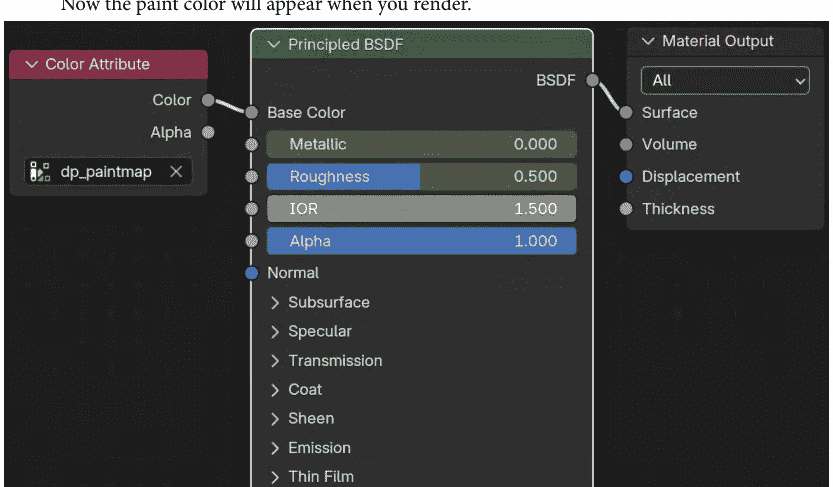 Now the paint color will appear when you render.
Color Attribute
Color
Alpha
dp_paintmap
Principled BSDF
BSDF
Base Color
Metallic 0.000
Roughness 0.500
IOR 1.500
Alpha 1.000
Normal
Subsurface
Specular
Transmission
Coat
Sheen
Emission
Thin Film
Material Output
All
Surface
Volume
Displacement
Thickness